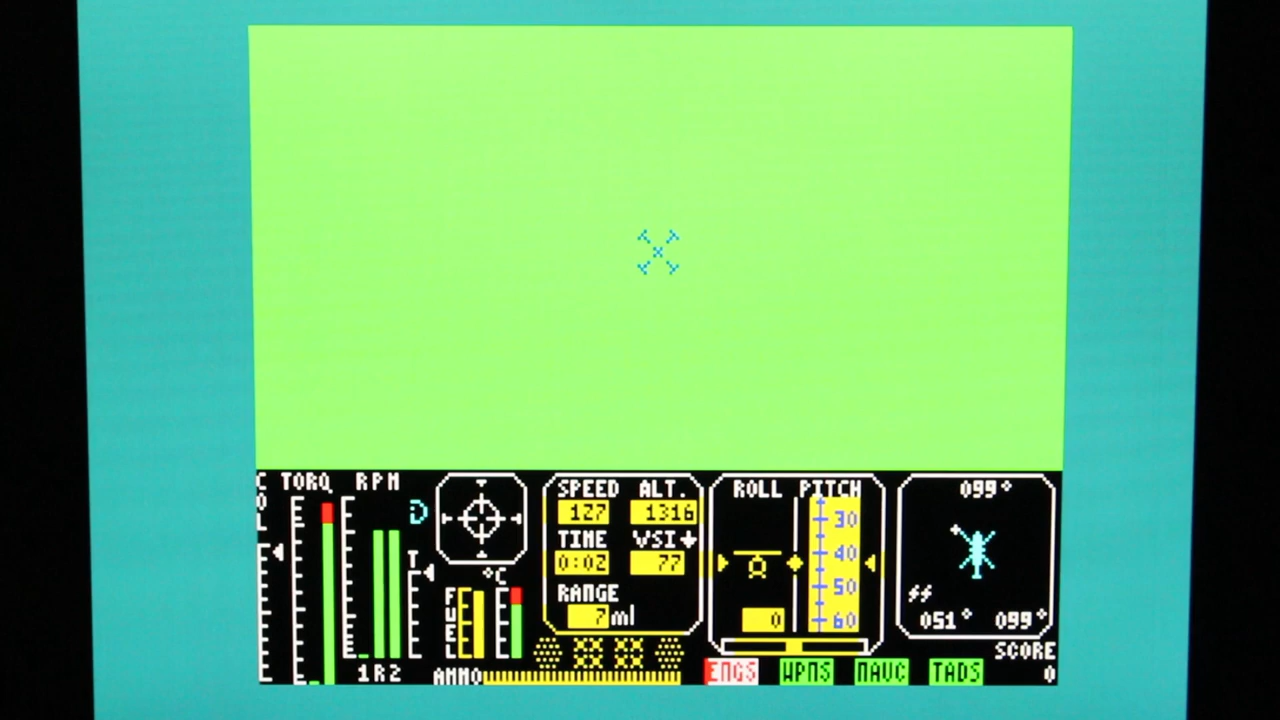 COL TORQ RPM
SPEED ALT.
127 1316
TIME VSI
0:02 77
RANGE
7ml
T
°C
FUEL
1R2
AMMO
ROLL PITCH
30
40
50
60
0
099°
051° 099°
SCORE
0
ENGS WPNS NAVC TADS